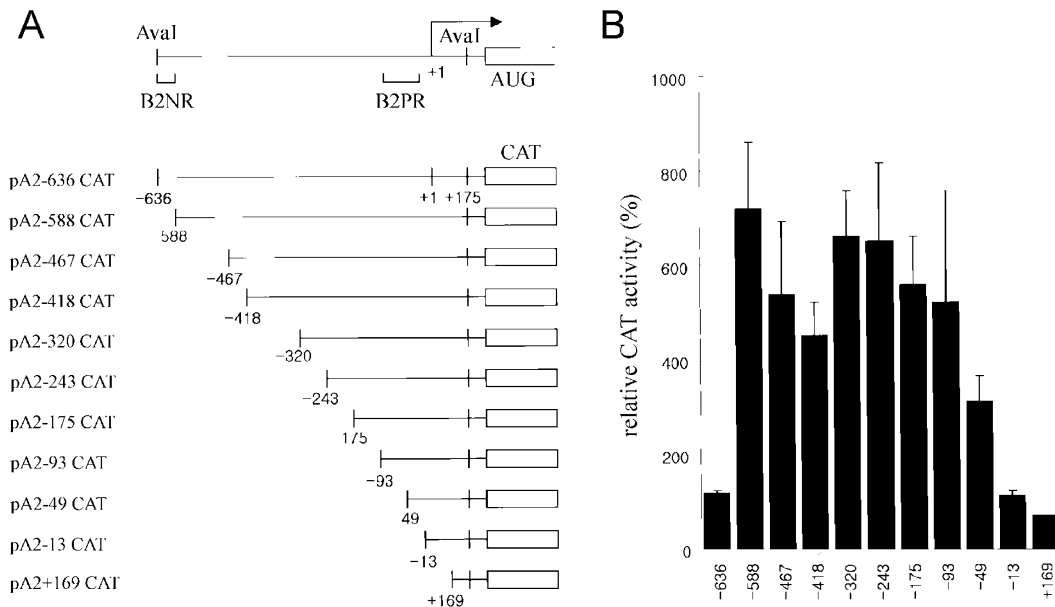 A
AvaI
AvaI
+1
AUG
B2NR
B2PR
CAT
pA2-636 CAT
-636
+1
+175
pA2-588 CAT
588
pA2-467 CAT
-467
pA2-418 CAT
-418
pA2-320 CAT
-320
pA2-243 CAT
-243
pA2-175 CAT
175
pA2-93 CAT
-93
pA2-49 CAT
49
pA2-13 CAT
-13
pA2+169 CAT
+169
B
relative CAT activity (%)
1000
800
600
400
200
0
-636
-588
-467
-418
-320
-243
-175
-93
-49
-13
+169